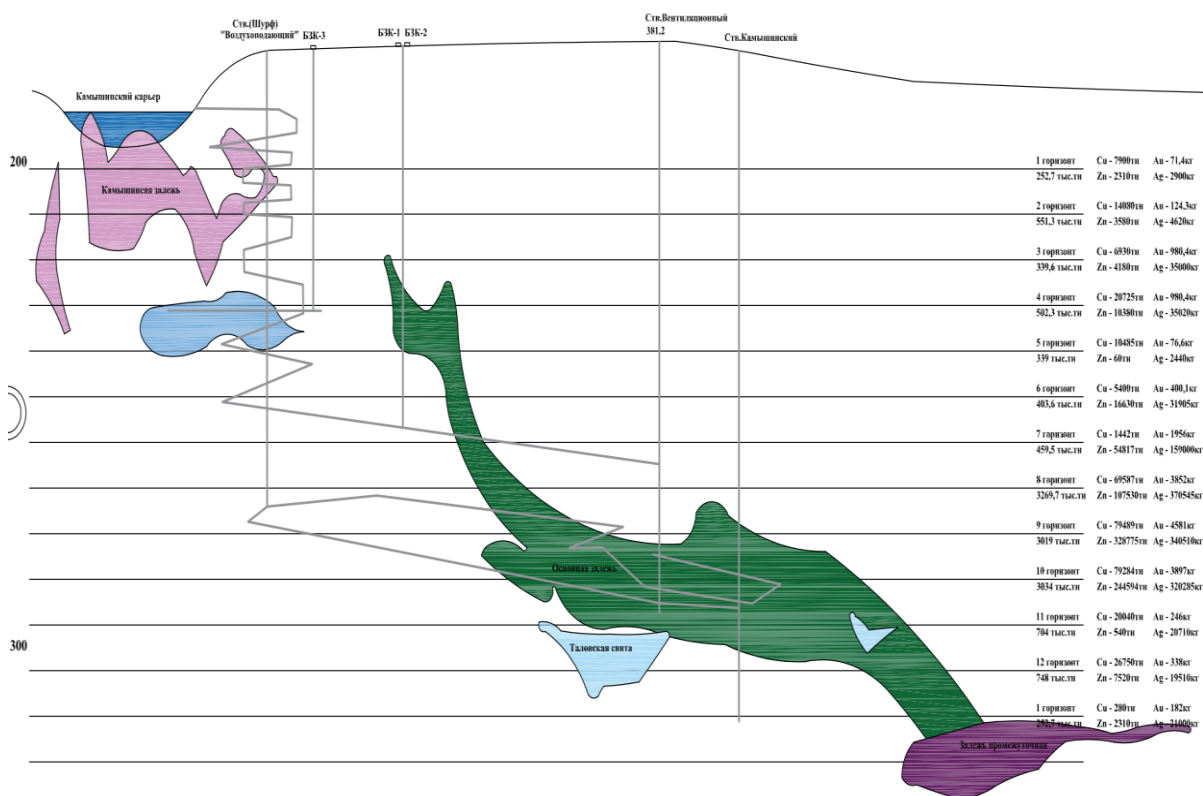 Ств.(Шурф)
"Воздухоподающий"
БЗК-3
БЗК-1
БЗК-2
Ств.Вентиляционный
381,2
Ств.Камышинский
Камышинский карьер
200
Камышинсая залежь
1 горизонт Cu - 7900тн Au - 71,4кг
252,7 тыс.тн Zn - 2310тн Ag - 2900кг
2 горизонт Cu - 14080тн Au - 124,3кг
551,3 тыс.тн Zn - 3580тн Ag - 4620кг
3 горизонт Cu - 6930тн Au - 980,4кг
339,6 тыс.тн Zn - 4180тн Ag - 35000кг
4 горизонт Cu - 20725тн Au - 980,4кг
502,3 тыс.тн Zn - 10380тн Ag - 35020кг
5 горизонт Cu - 10485тн Au - 76,6кг
339 тыс.тн Zn - 60тн Ag - 2440кг
6 горизонт Cu - 5400тн Au - 400,1кг
403,6 тыс.тн Zn - 16630тн Ag - 31905кг
7 горизонт Cu - 1442тн Au - 1956кг
459,5 тыс.тн Zn - 54817тн Ag - 159000кг
8 горизонт Cu - 69587тн Au - 3852кг
3269,7 тыс.тн Zn - 107530тн Ag - 370545кг
9 горизонт Cu - 79489тн Au - 4581кг
3019 тыс.тн Zn - 328775тн Ag - 340510кг
Основная залежь
10 горизонт Cu - 79284тн Au - 3897кг
3034 тыс.тн Zn - 244594тн Ag - 320285кг
11 горизонт Cu - 20040тн Au - 246кг
704 тыс.тн Zn - 540тн Ag - 20710кг
300
Таловская свита
12 горизонт Cu - 26750тн Au - 338кг
748 тыс.тн Zn - 7520тн Ag - 19510кг
1 горизонт Cu - 280тн Au - 182кг
252,7 тыс.тн Zn - 2310тн Ag - 21000кг
Залежь промежуточная